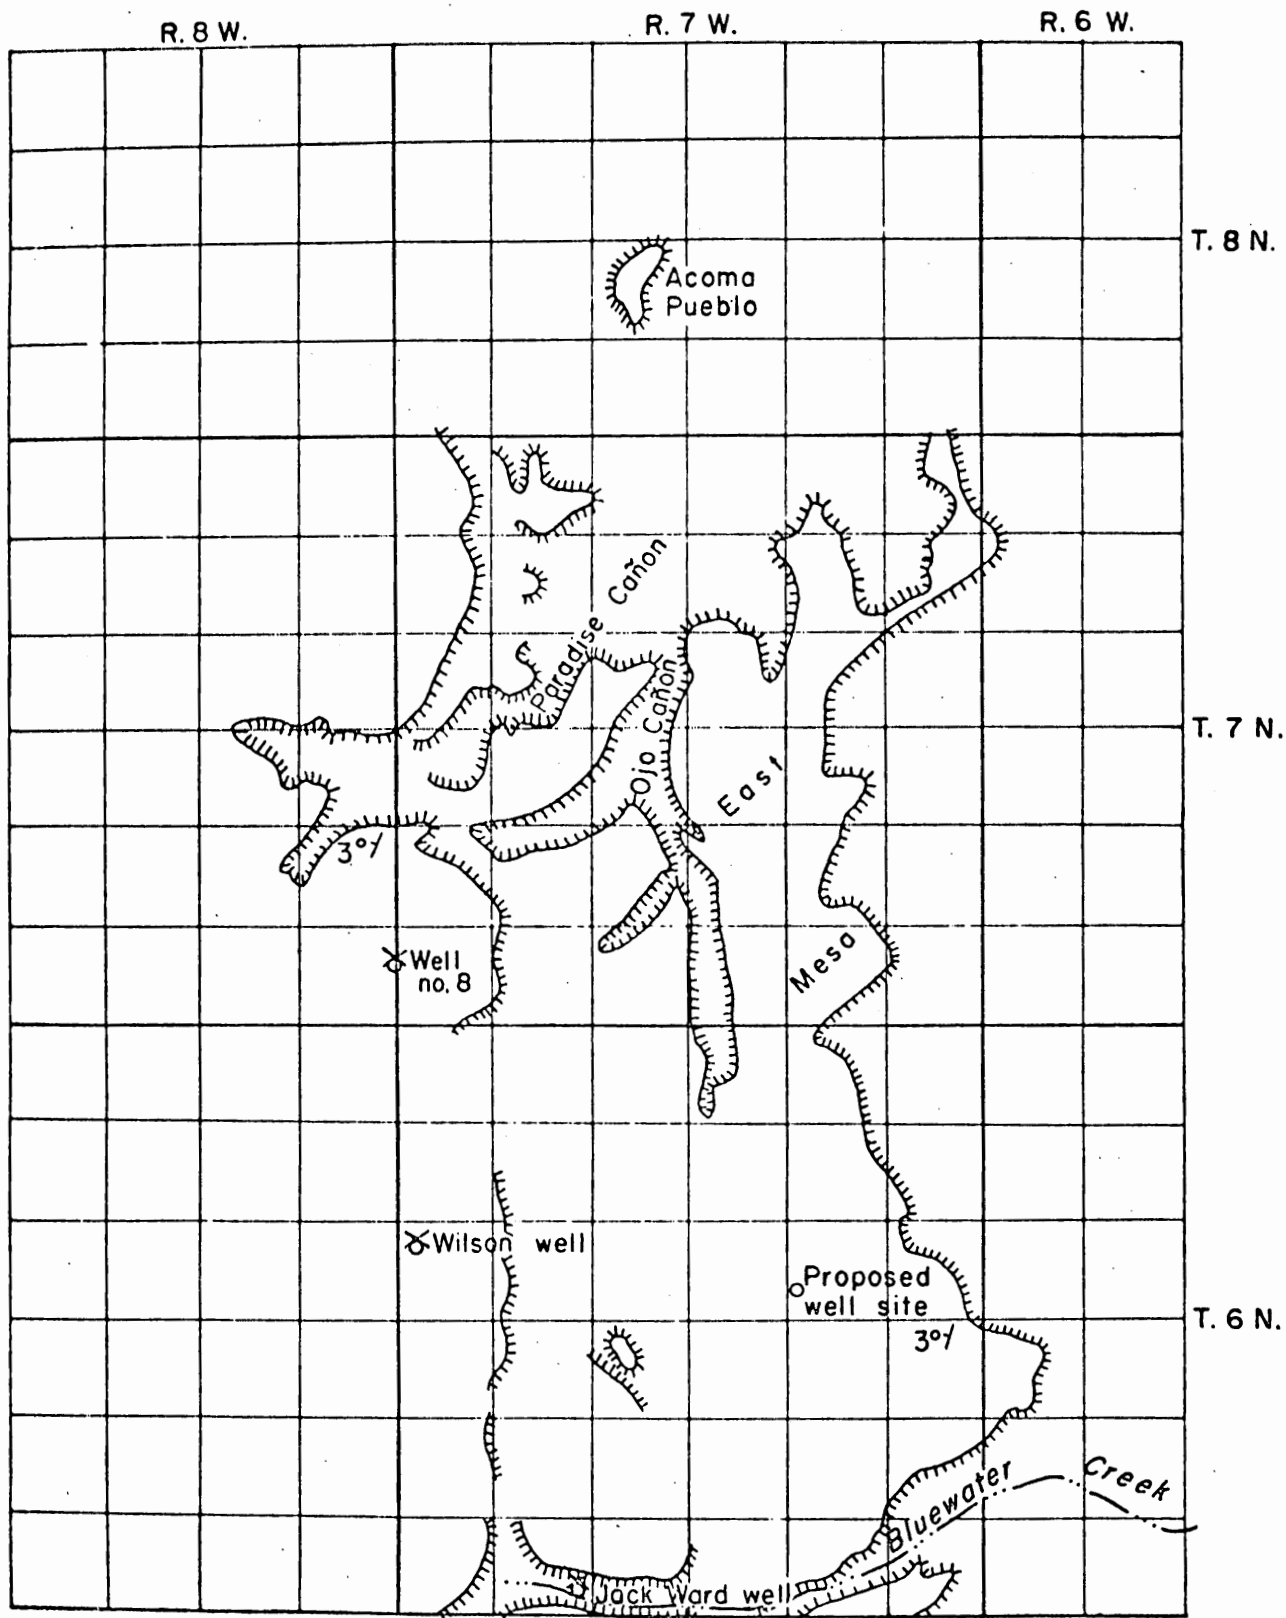 R. 8 W.
R. 7 W.
R. 6 W.
T. 8 N.
Acoma
Pueblo
Paradise Cañon
Ojo Cañon
T. 7 N.
East
3°
Mesa
Well
no. 8
Wilson well
Proposed
well site
T. 6 N.
3°
Bluewater Creek
Jack Ward well